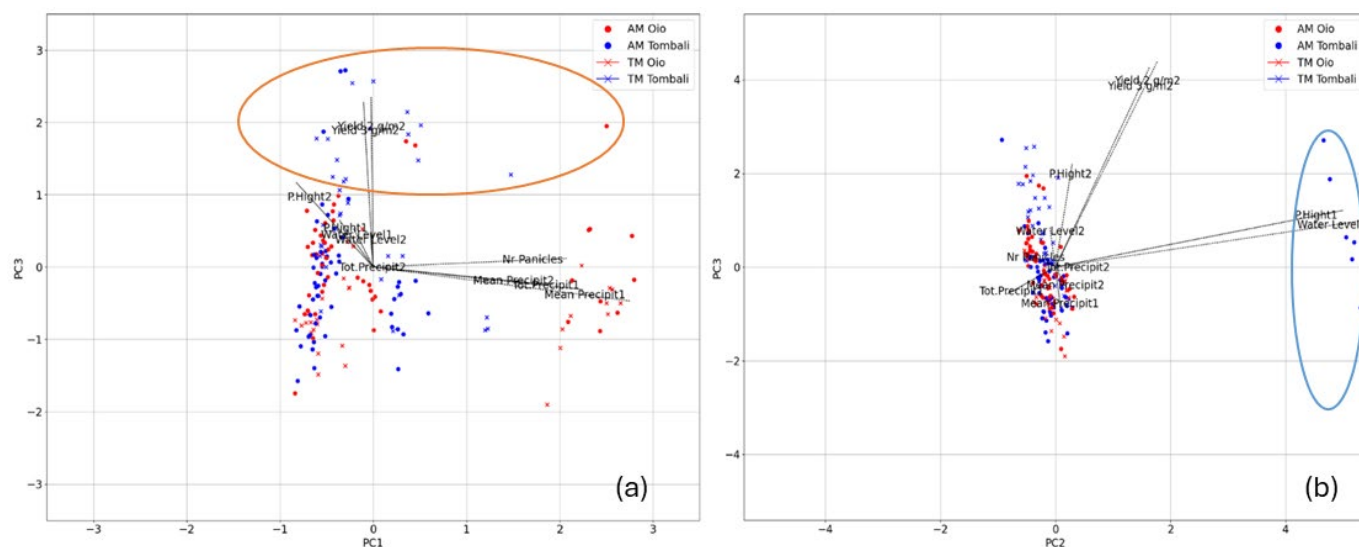 AM Oio
AM Tombali
TM Oio
TM Tombali
3
2
1
0
−1
−2
−3
PC3
Yield 2 g/m2
Yield 3 g/m2
P.Hight2
P.Hight1
Water Level1
Water Level2
Tot.Precipit2
Nr Panicles
Mean Precipit2
Tot.Precipit1
Mean Precipit1
−3
−2
−1
0
1
2
3
PC1
(a)
AM Oio
AM Tombali
TM Oio
TM Tombali
4
2
0
−2
−4
PC3
Yield 2 g/m2
Yield 3 g/m2
P.Hight2
P.Hight1
Water Level
Water Level2
Nr Panicles
Tot.Precipit2
Mean Precipit2
Tot.Precipit
Mean Precipit1
−4
−2
0
2
4
PC2
(b)